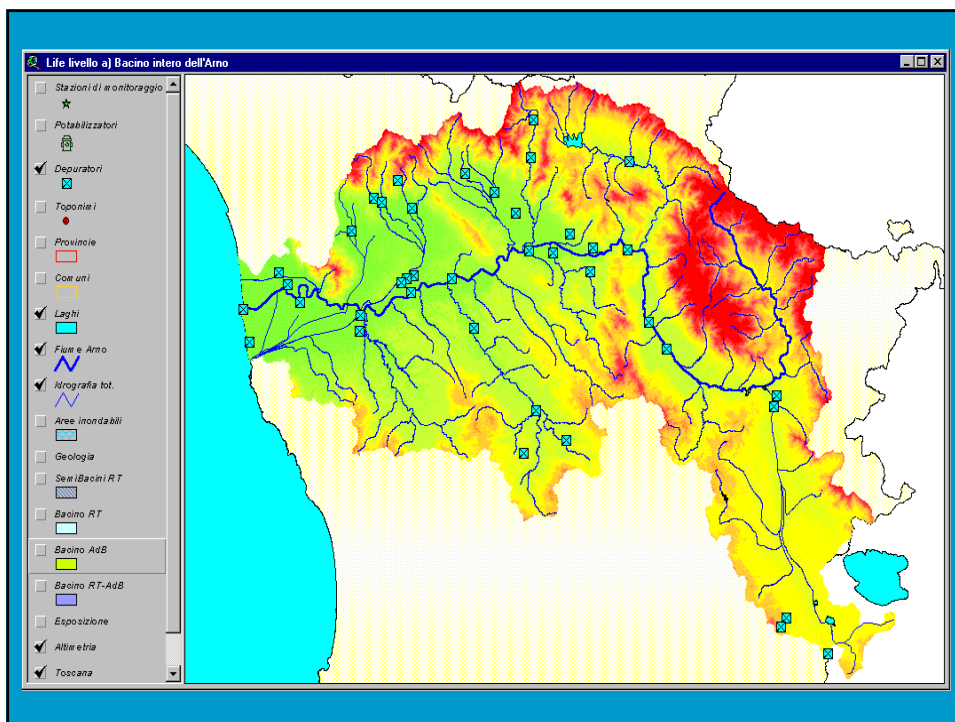 Life livello a) Bacino intero dell'Arno
Stazioni di monitoraggio
Potabilizzatori
Depuratori
Toponimi
Provincie
Comuni
Laghi
Fiume Arno
Idrografia tot.
Aree inondabili
Geologia
SemiBacini RT
Bacino RT
Bacino AdB
Bacino RT-AdB
Esposizione
Altimetria
Toscana